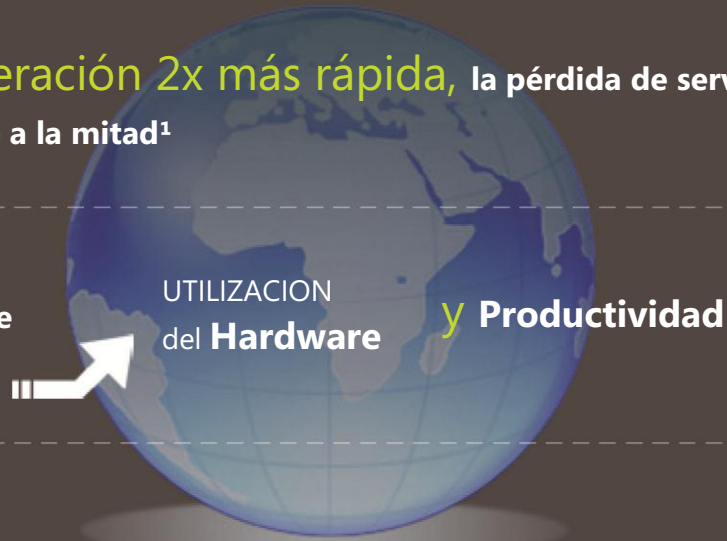 eración 2x más rápida, la pérdida de serv
a la mitad¹
UTILIZACION
e
del Hardware y Productividad